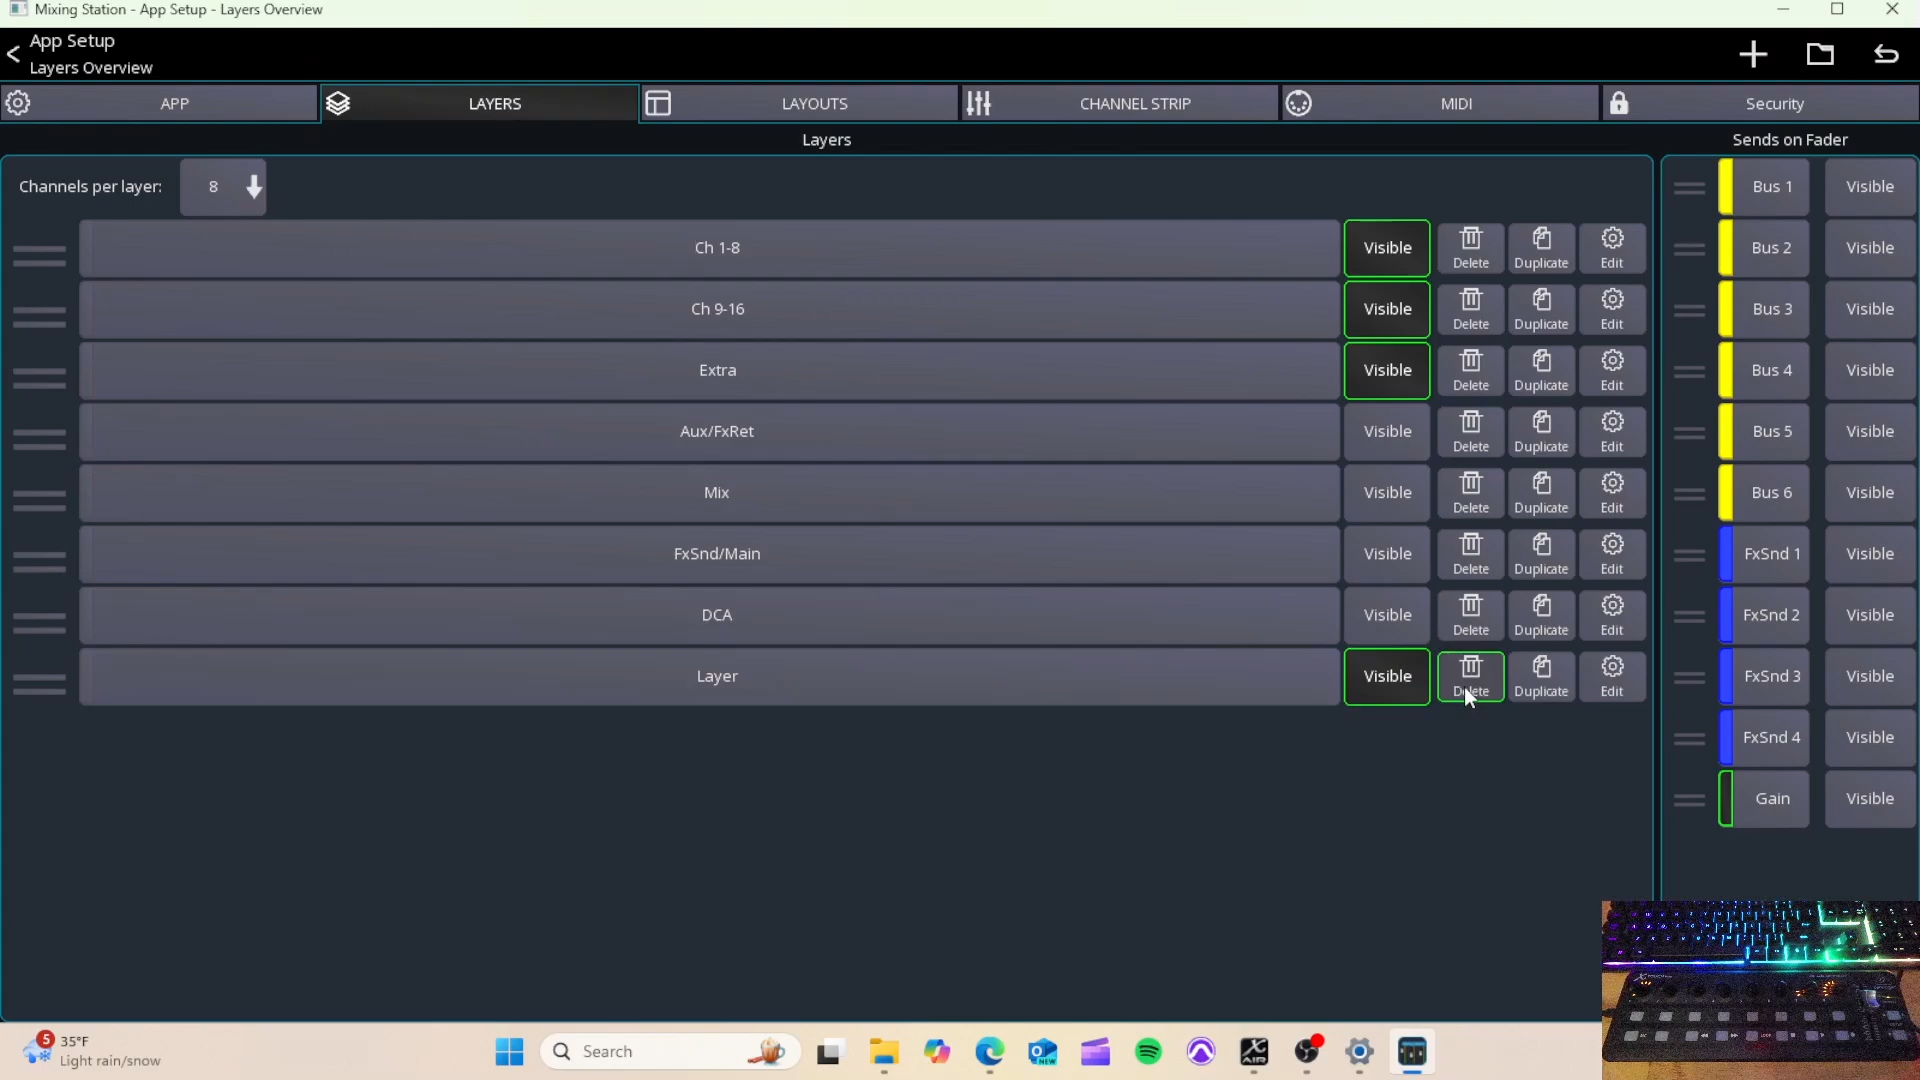 Mixing Station - App Setup - Layers Overview
App Setup
Layers Overview
APP
LAYERS
LAYOUTS
CHANNEL STRIP
MIDI
Security
Layers
Sends on Fader
Channels per layer: 8
Ch 1-8 Visible Delete Duplicate Edit
Ch 9-16 Visible Delete Duplicate Edit
Extra Visible Delete Duplicate Edit
Aux/FxRet Visible Delete Duplicate Edit
Mix Visible Delete Duplicate Edit
FxSnd/Main Visible Delete Duplicate Edit
DCA Visible Delete Duplicate Edit
Layer Visible Delete Duplicate Edit
Bus 1 Visible
Bus 2 Visible
Bus 3 Visible
Bus 4 Visible
Bus 5 Visible
Bus 6 Visible
FxSnd 1 Visible
FxSnd 2 Visible
FxSnd 3 Visible
FxSnd 4 Visible
Gain Visible
5
35°F
Light rain/snow
Search
NEW
X
AIR